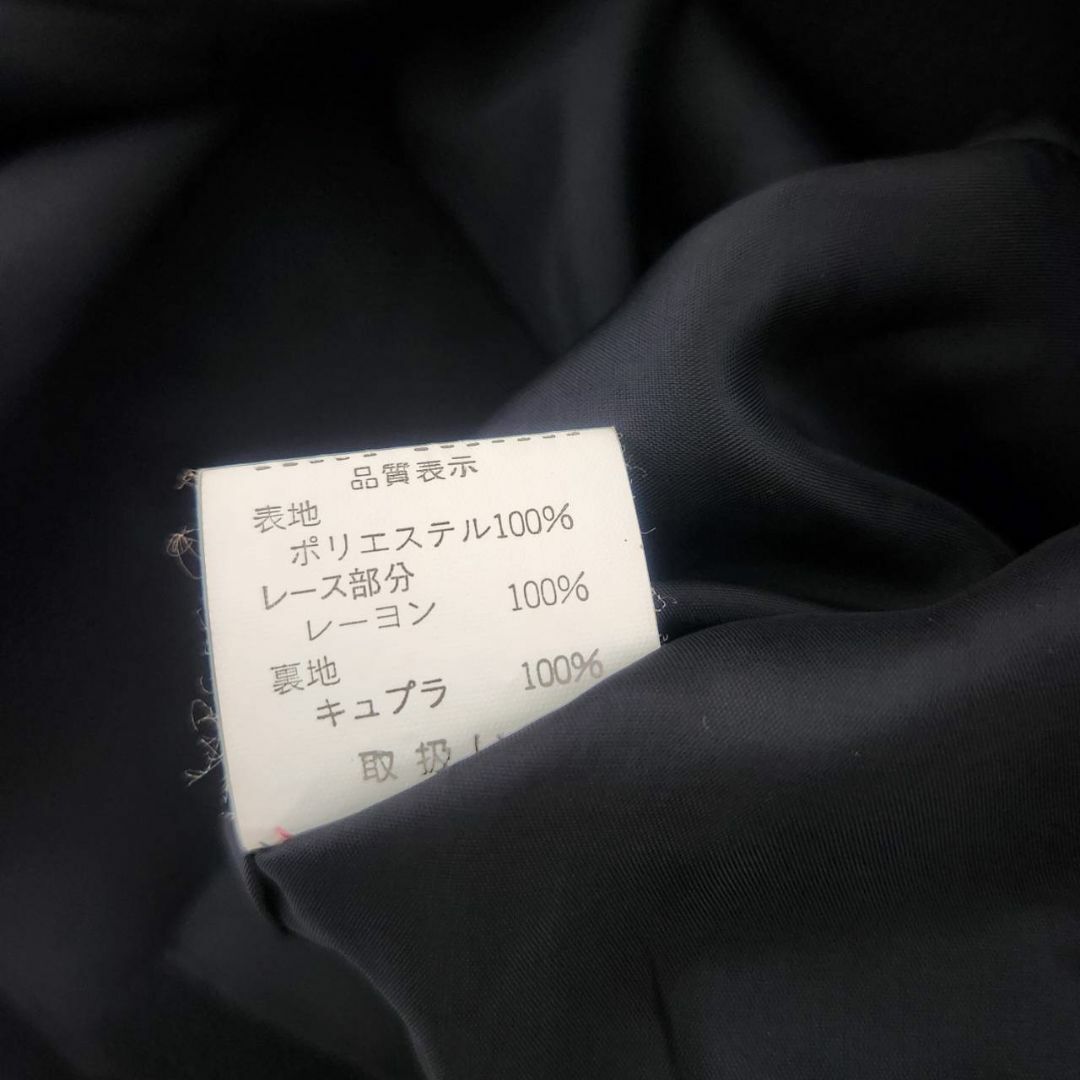 品質表示
表地
ポリエステル100%
レース部分
レーヨン 100%
裏地
キュプラ 100%
取扱い